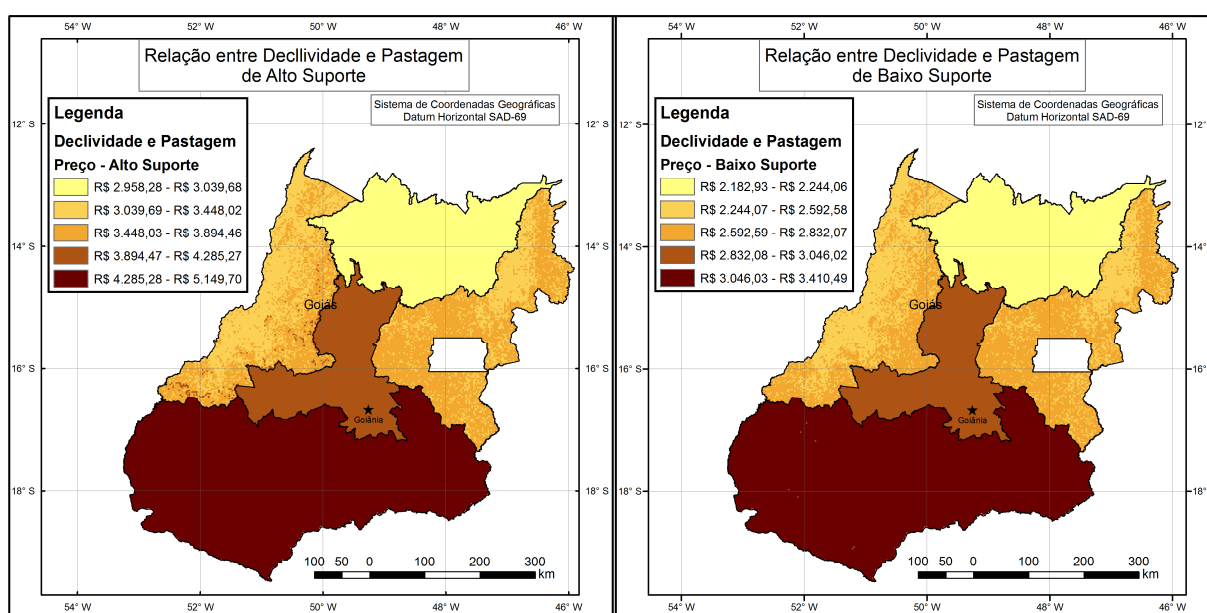 54° W 52° W 50° W 48° W 46° W
Relação entre Decllividade e Pastagem
de Alto Suporte
Sistema de Coordenadas Geográficas
Datum Horizontal SAD-69
Legenda
Declividade e Pastagem
Preço - Alto Suporte
R$ 2.958,28 - R$ 3.039,68
R$ 3.039,69 - R$ 3.448,02
R$ 3.448,03 - R$ 3.894,46
R$ 3.894,47 - R$ 4.285,27
R$ 4.285,28 - R$ 5.149,70
12° S
14° S
16° S
18° S
Goiás
Goiânia
100 50 0 100 200 300
km
54° W 52° W 50° W 48° W 46° W
54° W 52° W 50° W 48° W 46° W
Relação entre Declividade e Pastagem
de Baixo Suporte
Sistema de Coordenadas Geográficas
Datum Horizontal SAD-69
Legenda
Declividade e Pastagem
Preço - Baixo Suporte
R$ 2.182,93 - R$ 2.244,06
R$ 2.244,07 - R$ 2.592,58
R$ 2.592,59 - R$ 2.832,07
R$ 2.832,08 - R$ 3.046,02
R$ 3.046,03 - R$ 3.410,49
12° S 12° S
14° S 14° S
16° S 16° S
18° S 18° S
Goiás
Goiânia
100 50 0 100 200 300
km
54° W 52° W 50° W 48° W 46° W